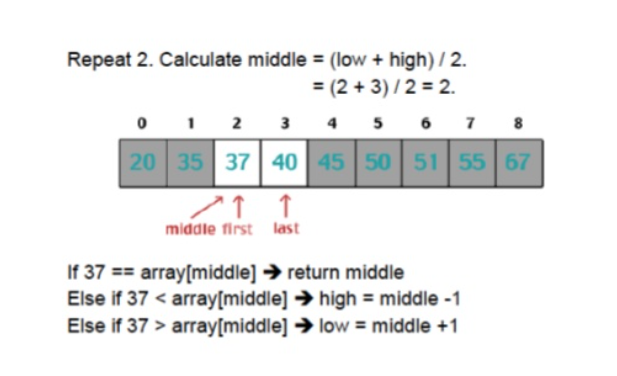 Repeat 2. Calculate middle = (low + high) / 2.
= (2 + 3) / 2 = 2.
0 1 2 3 4 5 6 7 8
20 35 37 40 45 50 51 55 67
middle first last
If 37 == array[middle] ➔ return middle
Else if 37 < array[middle] ➔ high = middle -1
Else if 37 > array[middle] ➔ low = middle +1